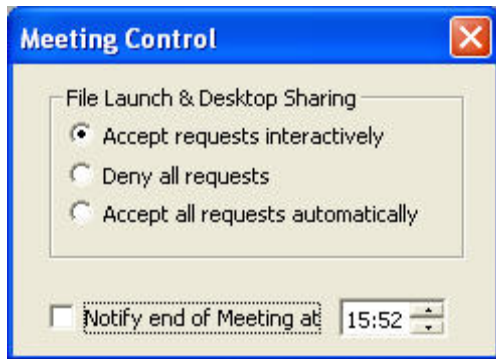 Meeting Control
File Launch & Desktop Sharing
Accept requests interactively
Deny all requests
Accept all requests automatically
Notify end of Meeting at 15:52